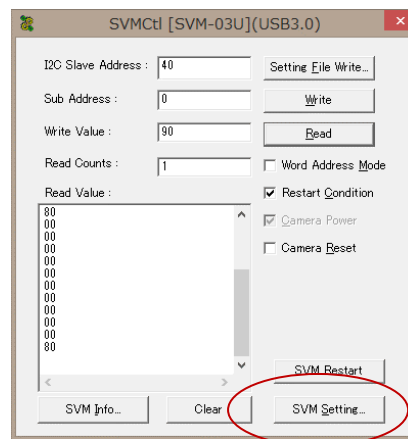 SVMCtl [SVM-03U](USB3.0)
I2C Slave Address : 40 Setting File Write...
Sub Address : 0 Write
Write Value : 90 Read
Read Counts : 1 Word Address Mode
Read Value : Restart Condition
Camera Power
Camera Reset
80
00
00
00
00
00
00
00
00
00
00
80
SVM Restart
SVM Info... Clear SVM Setting...